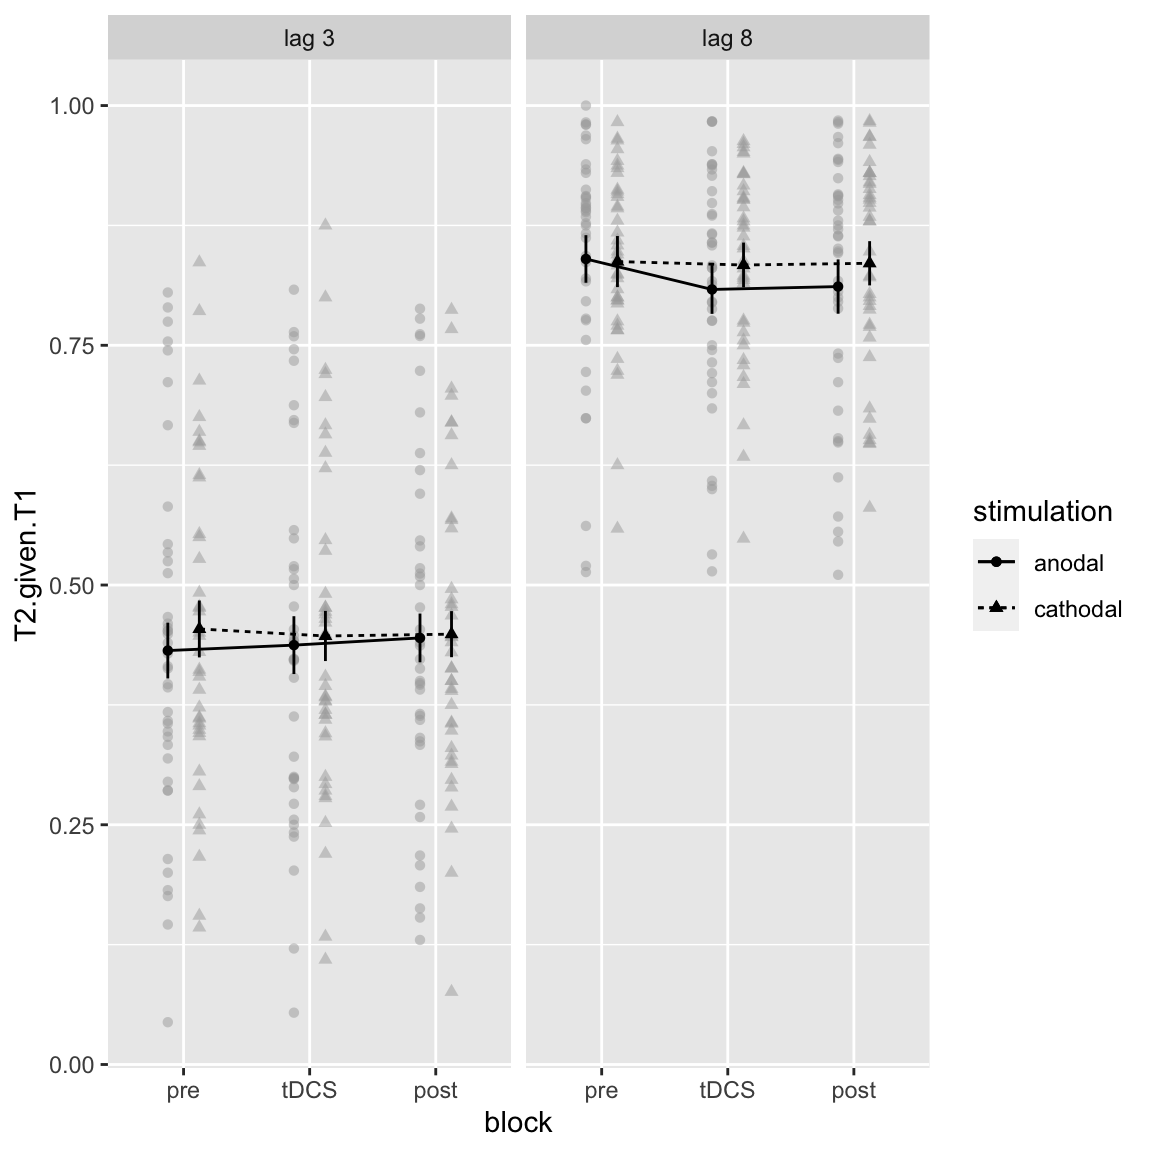 lag 3
lag 8
T2.given.T1
1.00
0.75
0.50
0.25
0.00
pre
tDCS
post
pre
tDCS
post
block
stimulation
anodal
cathodal